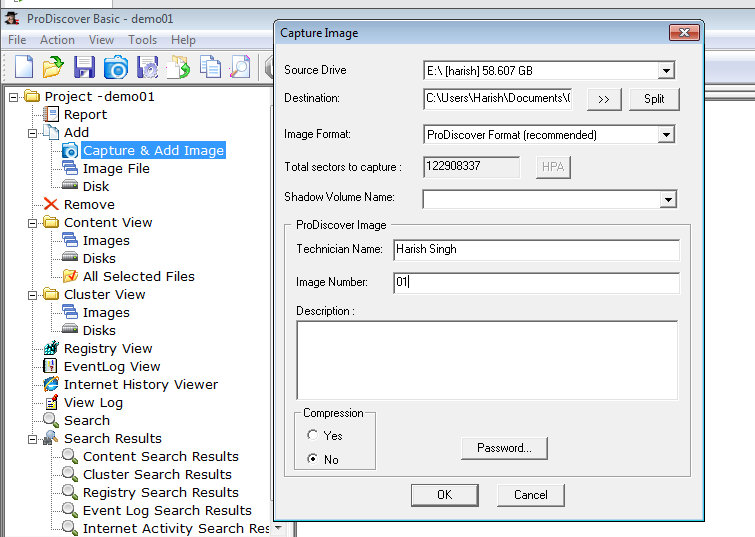 ProDiscover Basic - demo01
File Action View Tools Help
Project -demo01
Report
Add
Capture & Add Image
Image File
Disk
Remove
Content View
Images
Disks
All Selected Files
Cluster View
Images
Disks
Registry View
EventLog View
Internet History Viewer
View Log
Search
Search Results
Content Search Results
Cluster Search Results
Registry Search Results
Event Log Search Results
Internet Activity Search Res
Capture Image
Source Drive E:\ [harish] 58.607 GB
Destination: C:\Users\Harish\Documents\ >> Split
Image Format: ProDiscover Format (recommended)
Total sectors to capture : 122908337 HPA
Shadow Volume Name:
ProDiscover Image
Technician Name: Harish Singh
Image Number: 01
Description :
Compression
Yes
No
Password...
OK Cancel